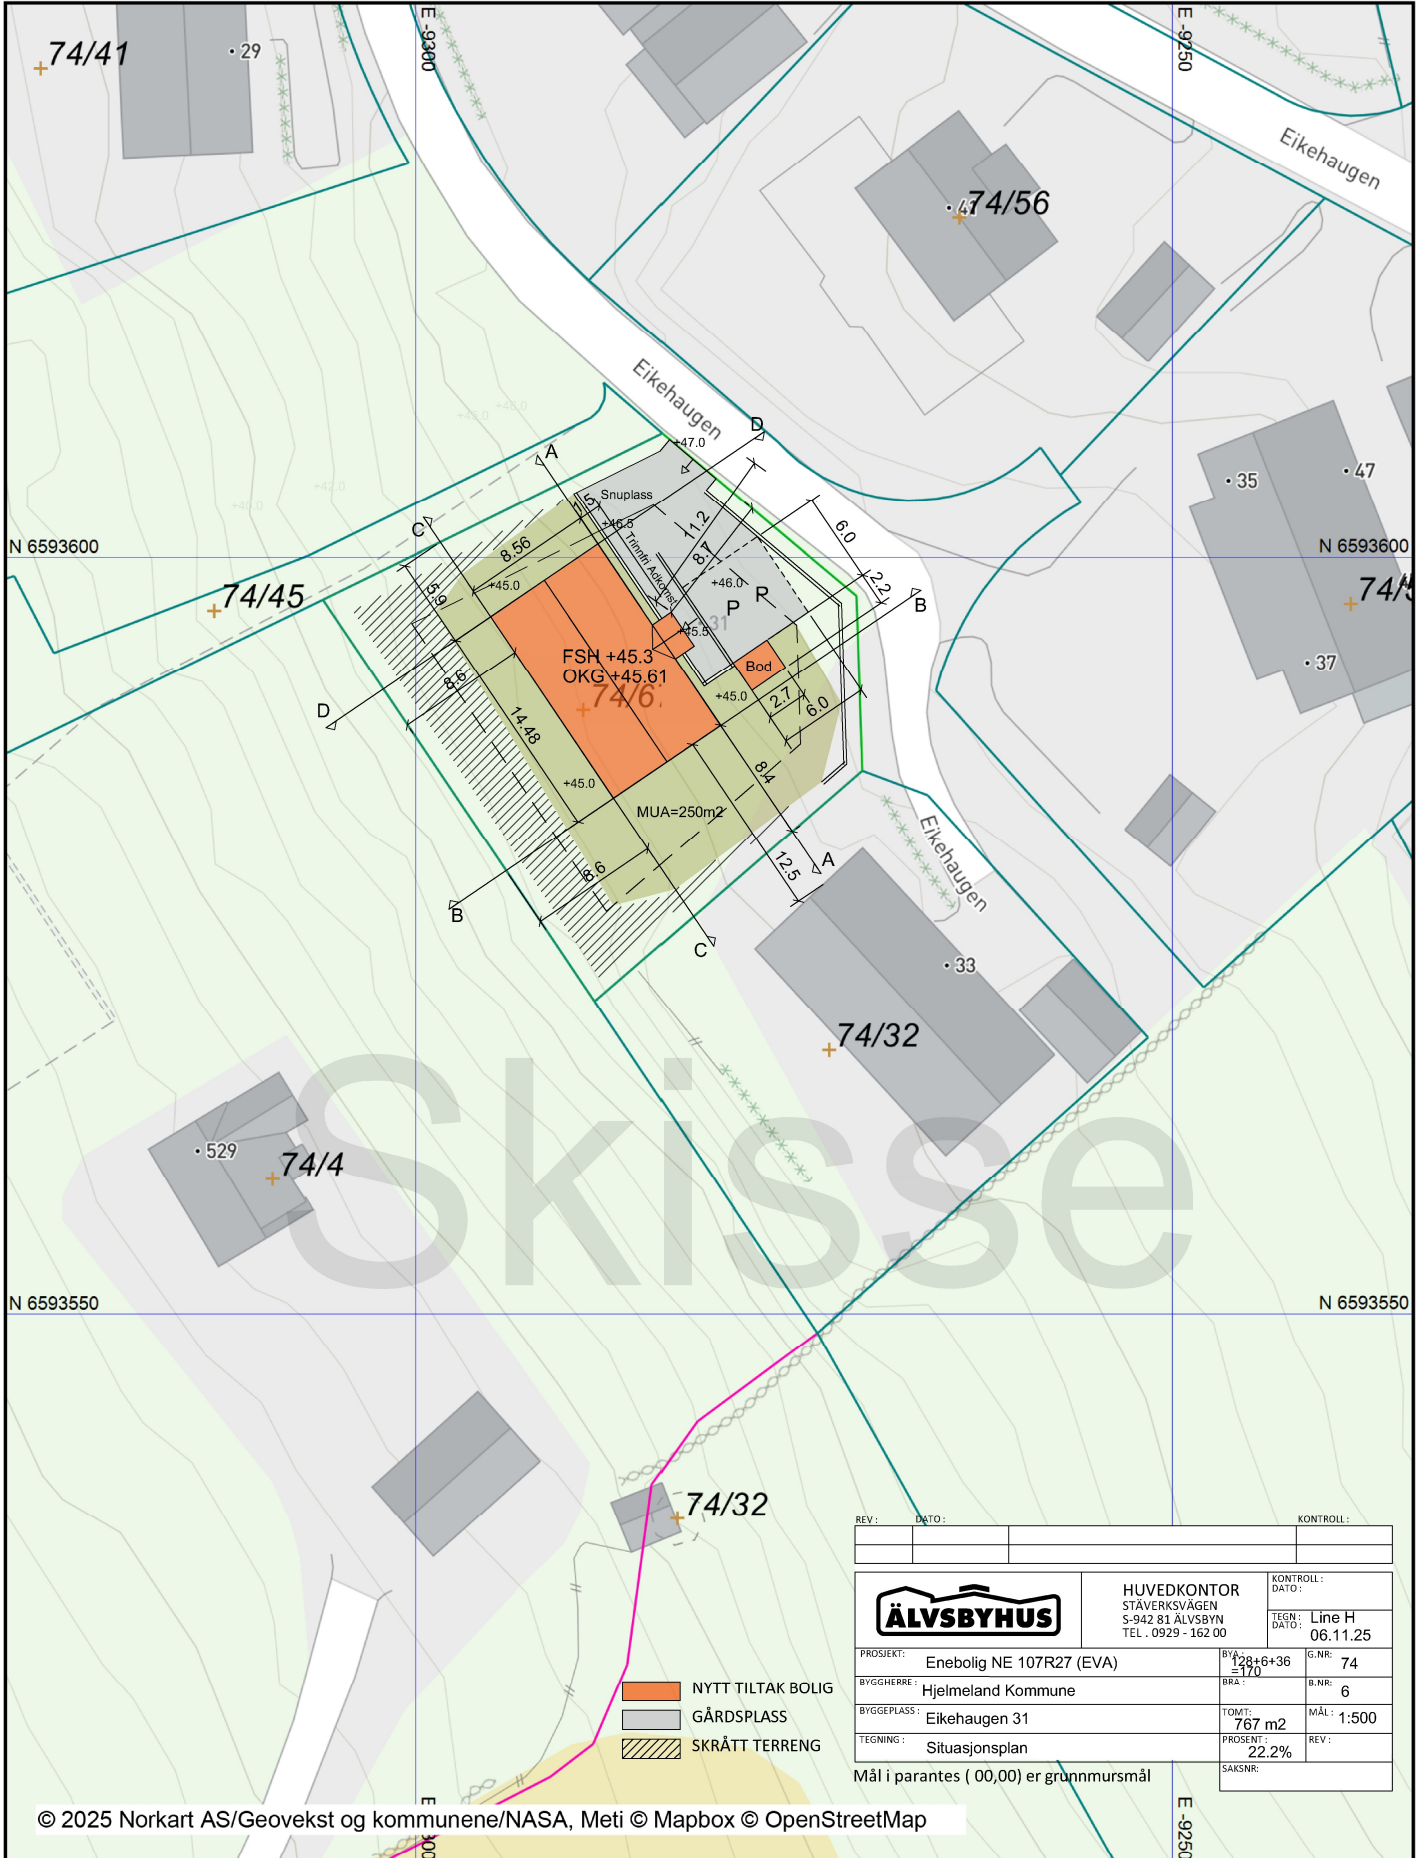 E -9300
E -9250
74/41
29
Eikehaugen
74/56
Eikehaugen
+47.0
D
A
Snuplass
35
47
C
+46.5
11.2
6.0
8.56
Trinnfri Adkomst
8.7
N 6593600
N 6593600
5.9
+45.0
+46.0
P
P
2.2
B
74/45
31
+45.5
FSH +45.3
OKG +45.61
Bod
37
8.6
74/6
+45.0
2.7
6.0
D
14.48
8.4
+45.0
MUA=250m2
Eikehaugen
12.5
A
8.6
B
C
33
74/32
529
74/4
Skisse
N 6593550
N 6593550
74/32
REV :
DATO :
KONTROLL :
ÄLVSBYHUS
HUVEDKONTOR
STÄVERKSVÄGEN
S-942 81 ÄLVSBYN
TEL . 0929 - 162 00
KONTROLL :
DATO :
TEGN : Line H
DATO : 06.11.25
PROSJEKT: Enebolig NE 107R27 (EVA)
BYA : 128+6+36
=170
G.NR: 74
BYGGHERRE : Hjelmeland Kommune
BRA :
B.NR: 6
BYGGEPLASS : Eikehaugen 31
TOMT: 767 m2
MÅL : 1:500
TEGNING : Situasjonsplan
PROSENT : 22.2%
REV :
SAKSNR:
NYTT TILTAK BOLIG
GÅRDSPLASS
SKRÅTT TERRENG
Mål i parantes ( 00,00) er grunnmursmål
© 2025 Norkart AS/Geovekst og kommunene/NASA, Meti © Mapbox © OpenStreetMap
E -9250